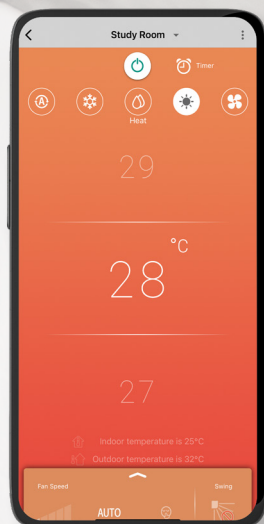 Study Room
Timer
A
Heat
29
28 °C
27
Indoor temperature is 25°C
Outdoor temperature is 32°C
Fan Speed
Swing
AUTO